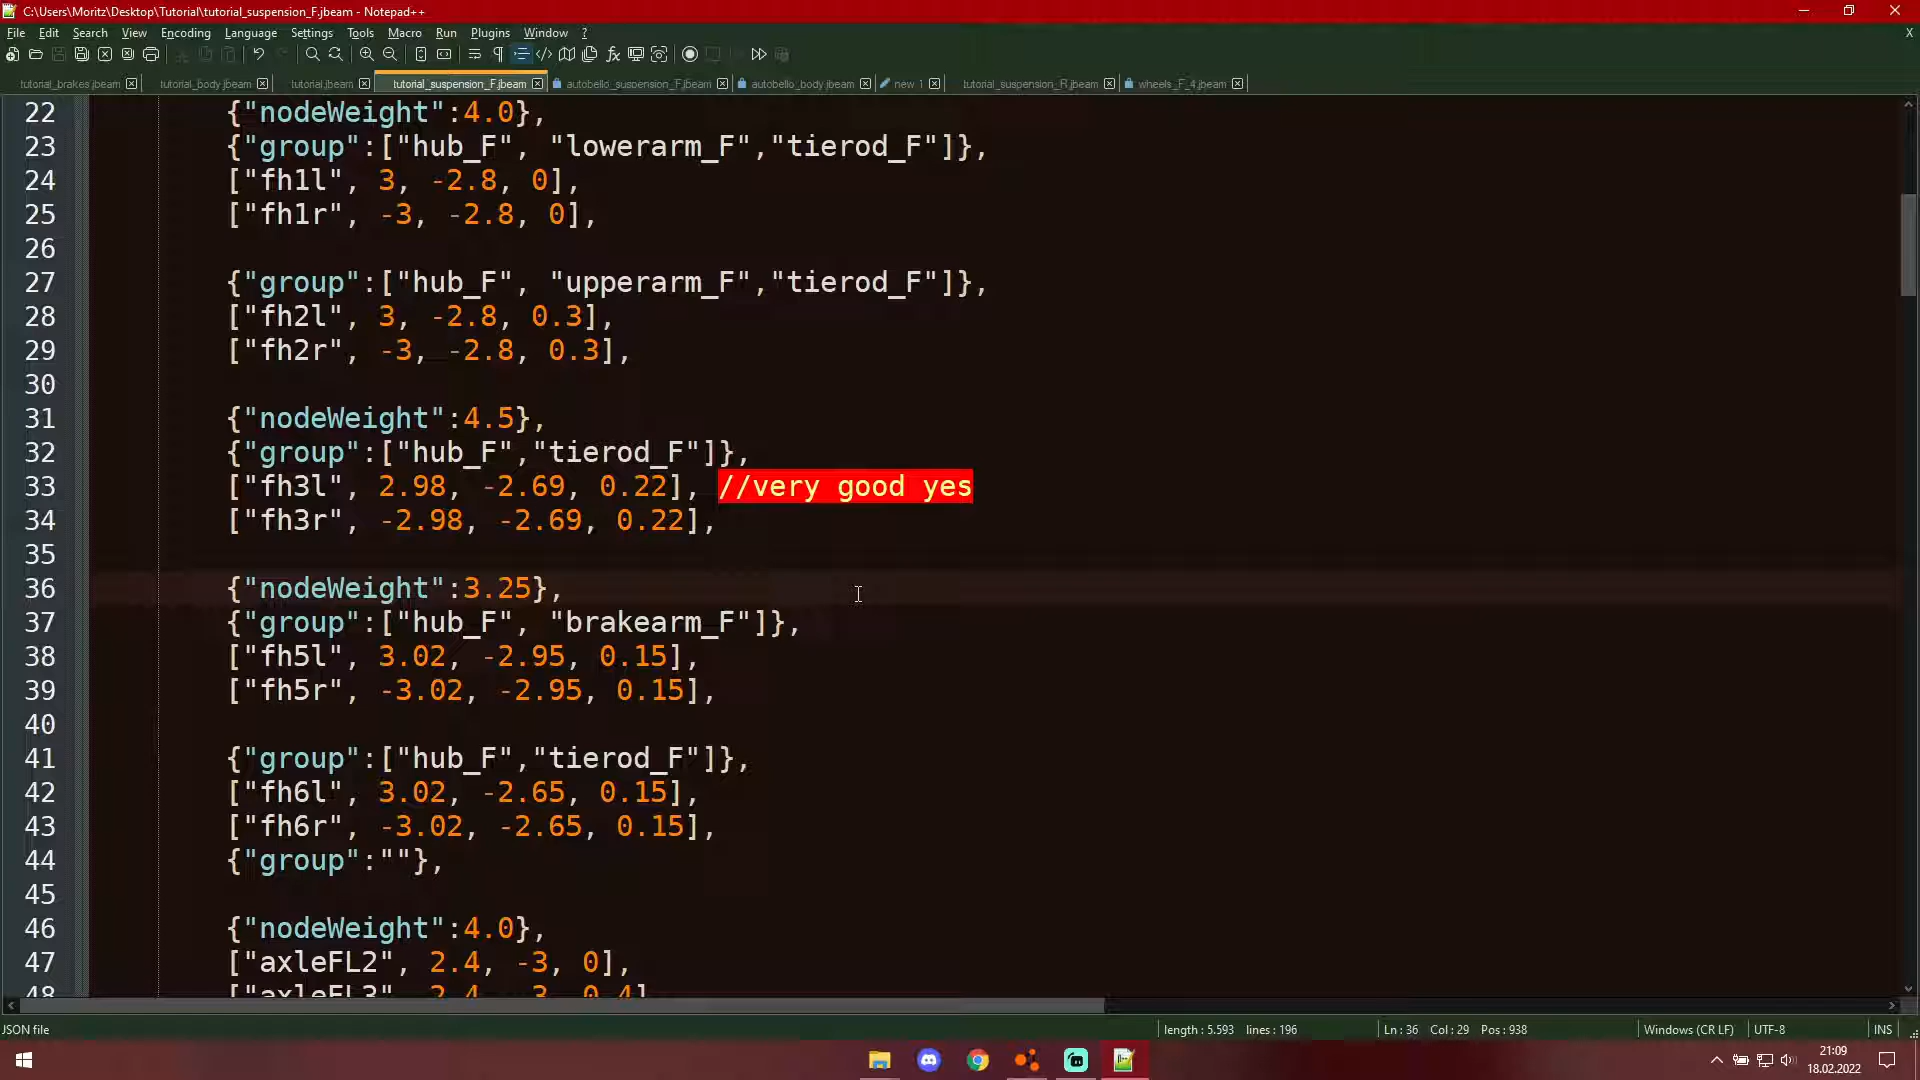 C:\Users\Moritz\Desktop\Tutorial\tutorial_suspension_F.jbeam - Notepad++
File Edit Search View Encoding Language Settings Tools Macro Run Plugins Window ? X
tutorial_brakes.jbeam tutorial_body.jbeam tutorial.jbeam tutorial_suspension_F.jbeam autobello_suspension_F.jbeam autobello_body.jbeam new 1 tutorial_suspension_R.jbeam wheels_F_4.jbeam
22 {"nodeWeight":4.0},
23 {"group":["hub_F", "lowerarm_F","tierod_F"]},
24 ["fh1l", 3, -2.8, 0],
25 ["fh1r", -3, -2.8, 0],
26
27 {"group":["hub_F", "upperarm_F","tierod_F"]},
28 ["fh2l", 3, -2.8, 0.3],
29 ["fh2r", -3, -2.8, 0.3],
30
31 {"nodeWeight":4.5},
32 {"group":["hub_F","tierod_F"]},
33 ["fh3l", 2.98, -2.69, 0.22], //very good yes
34 ["fh3r", -2.98, -2.69, 0.22],
35
36 {"nodeWeight":3.25},
37 {"group":["hub_F", "brakearm_F"]},
38 ["fh5l", 3.02, -2.95, 0.15],
39 ["fh5r", -3.02, -2.95, 0.15],
40
41 {"group":["hub_F","tierod_F"]},
42 ["fh6l", 3.02, -2.65, 0.15],
43 ["fh6r", -3.02, -2.65, 0.15],
44 {"group":""},
45
46 {"nodeWeight":4.0},
47 ["axleFL2", 2.4, -3, 0],
48 ["axleFL3", 2.4, -3, 0.4],
JSON file length : 5.593 lines : 196 Ln : 36 Col : 29 Pos : 938 Windows (CR LF) UTF-8 INS
21:09
18.02.2022